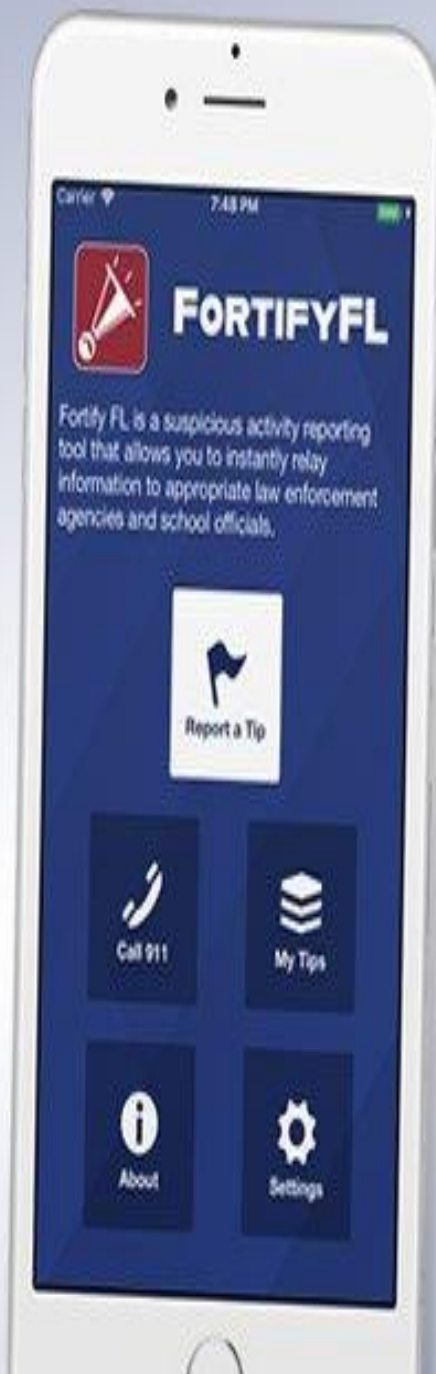 Carrier 7:48 PM
FORTIFYFL
Fortify FL is a suspicious activity reporting
tool that allows you to instantly relay
information to appropriate law enforcement
agencies and school officials.
Report a Tip
Call 911
My Tips
About
Settings